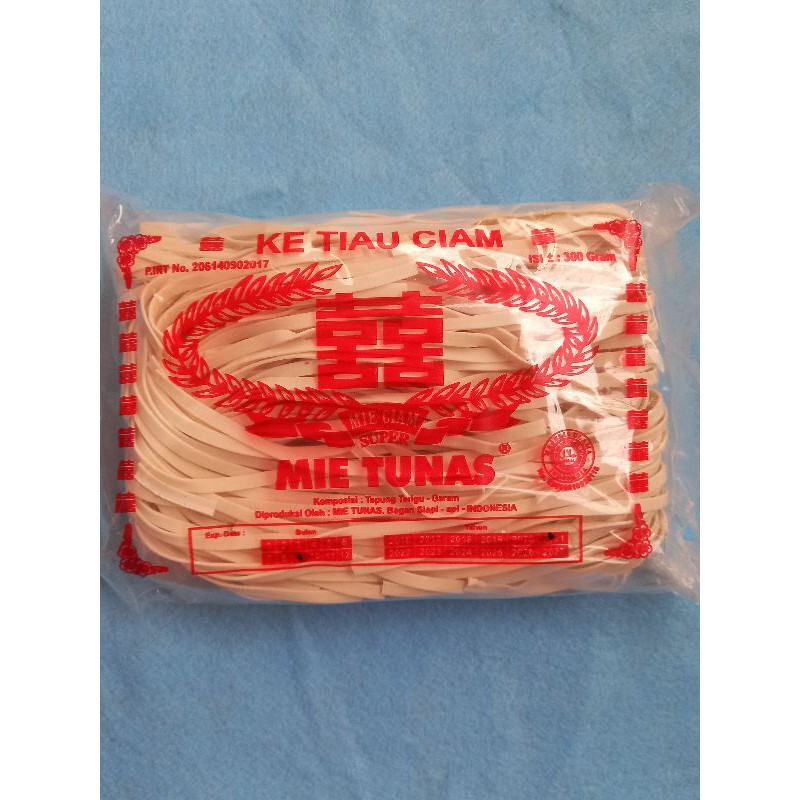 KE TIAU CIAM
P.IRT No. 206140902017
ISI ± : 300 Gram
囍
MIE CIAM
SUPER
MIE TUNAS ®
Komposisi : Tepung Terigu - Garam
Diproduksi Oleh : MIE TUNAS. Bagan Siapi - api - INDONESIA
Exp. Date :
Bulan
Tahun